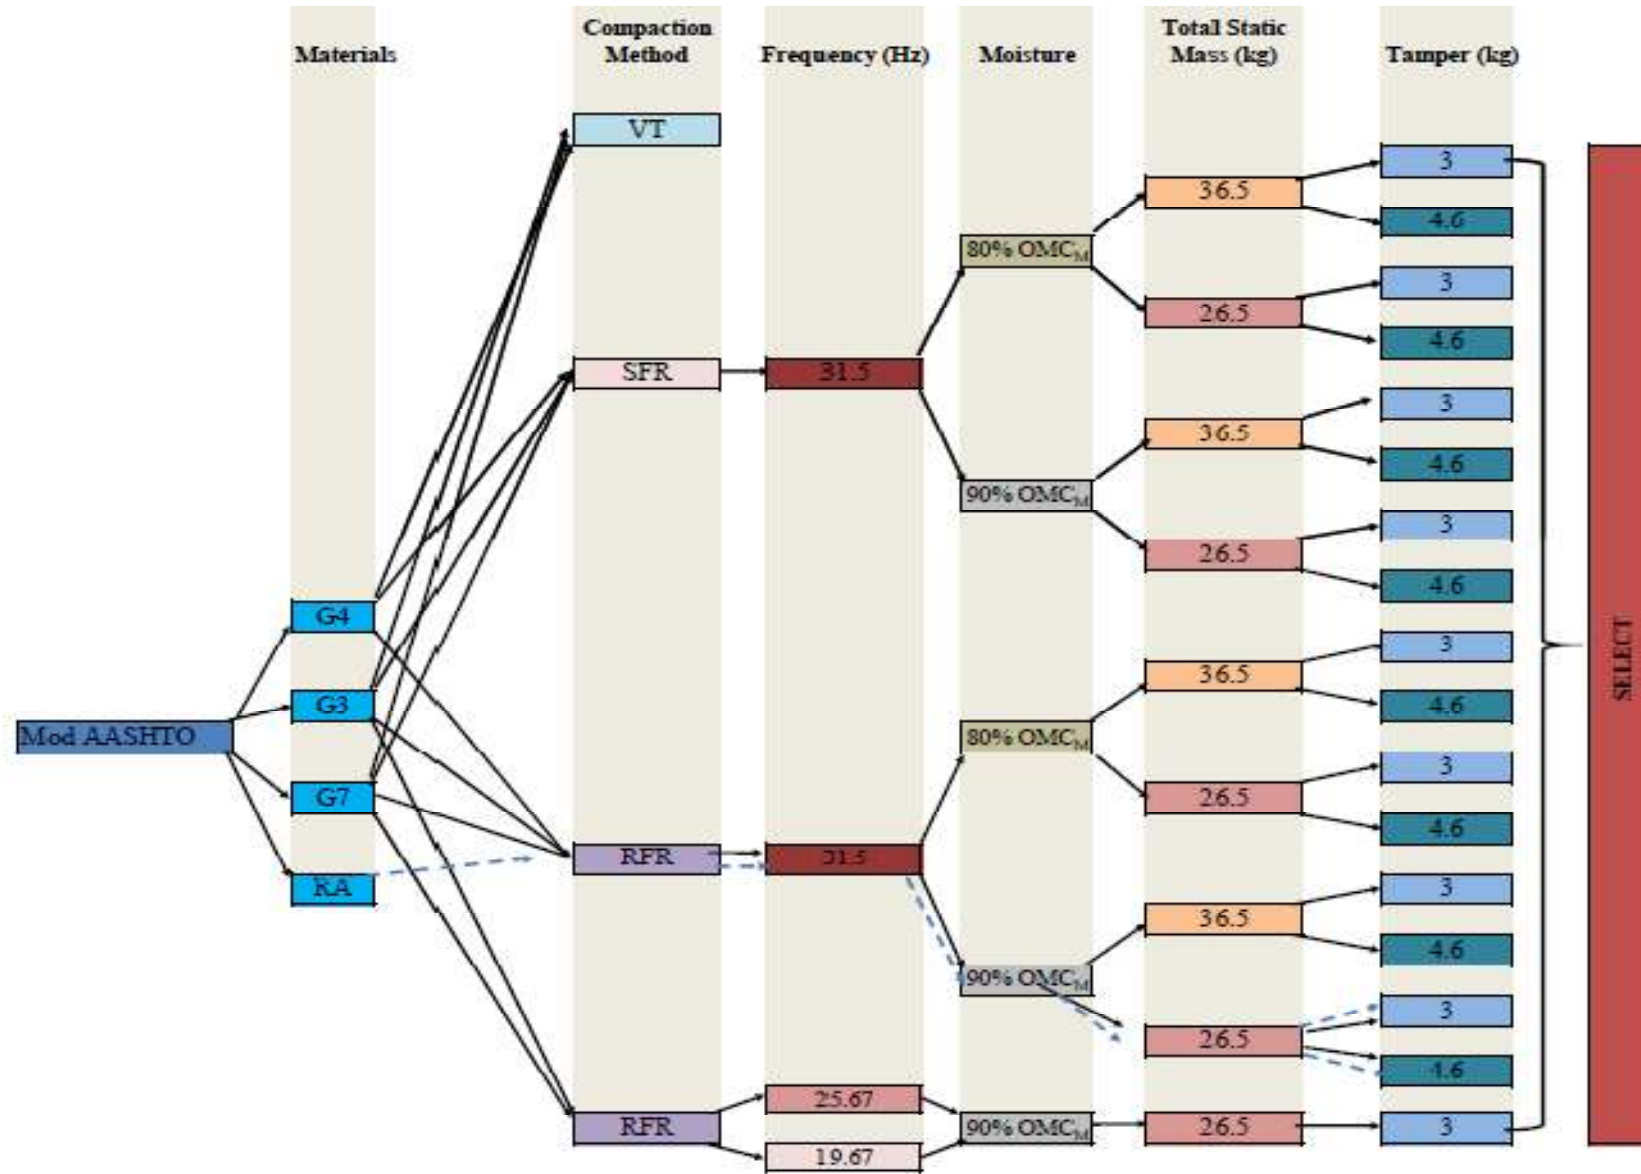 Materials
Compaction
Method
Frequency (Hz)
Moisture
Total Static
Mass (kg)
Tamper (kg)
VT
3
36.5
4.6
80% OMCM
3
26.5
4.6
SFR
31.5
3
36.5
4.6
90% OMCM
3
26.5
4.6
G4
3
36.5
4.6
G3
Mod AASHTO
80% OMCM
3
G7
26.5
4.6
RFR
31.5
RA
3
36.5
4.6
90% OMCM
3
26.5
4.6
25.67
RFR
90% OMCM
26.5
3
19.67
SELECT